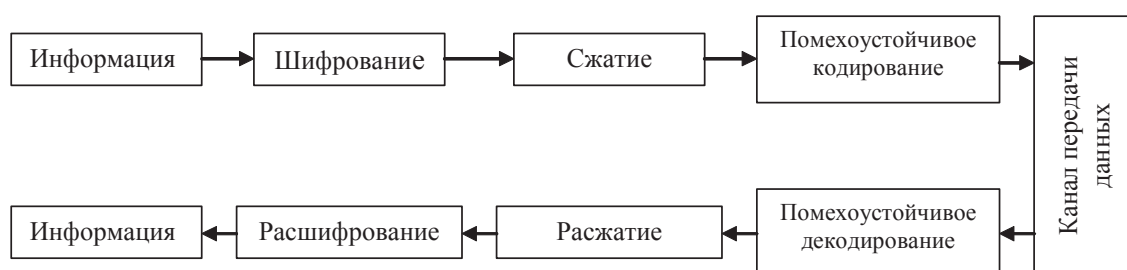 Информация
Шифрование
Сжатие
Помехоустойчивое
кодирование
Канал передачи
данных
Информация
Расшифрование
Расжатие
Помехоустойчивое
декодирование